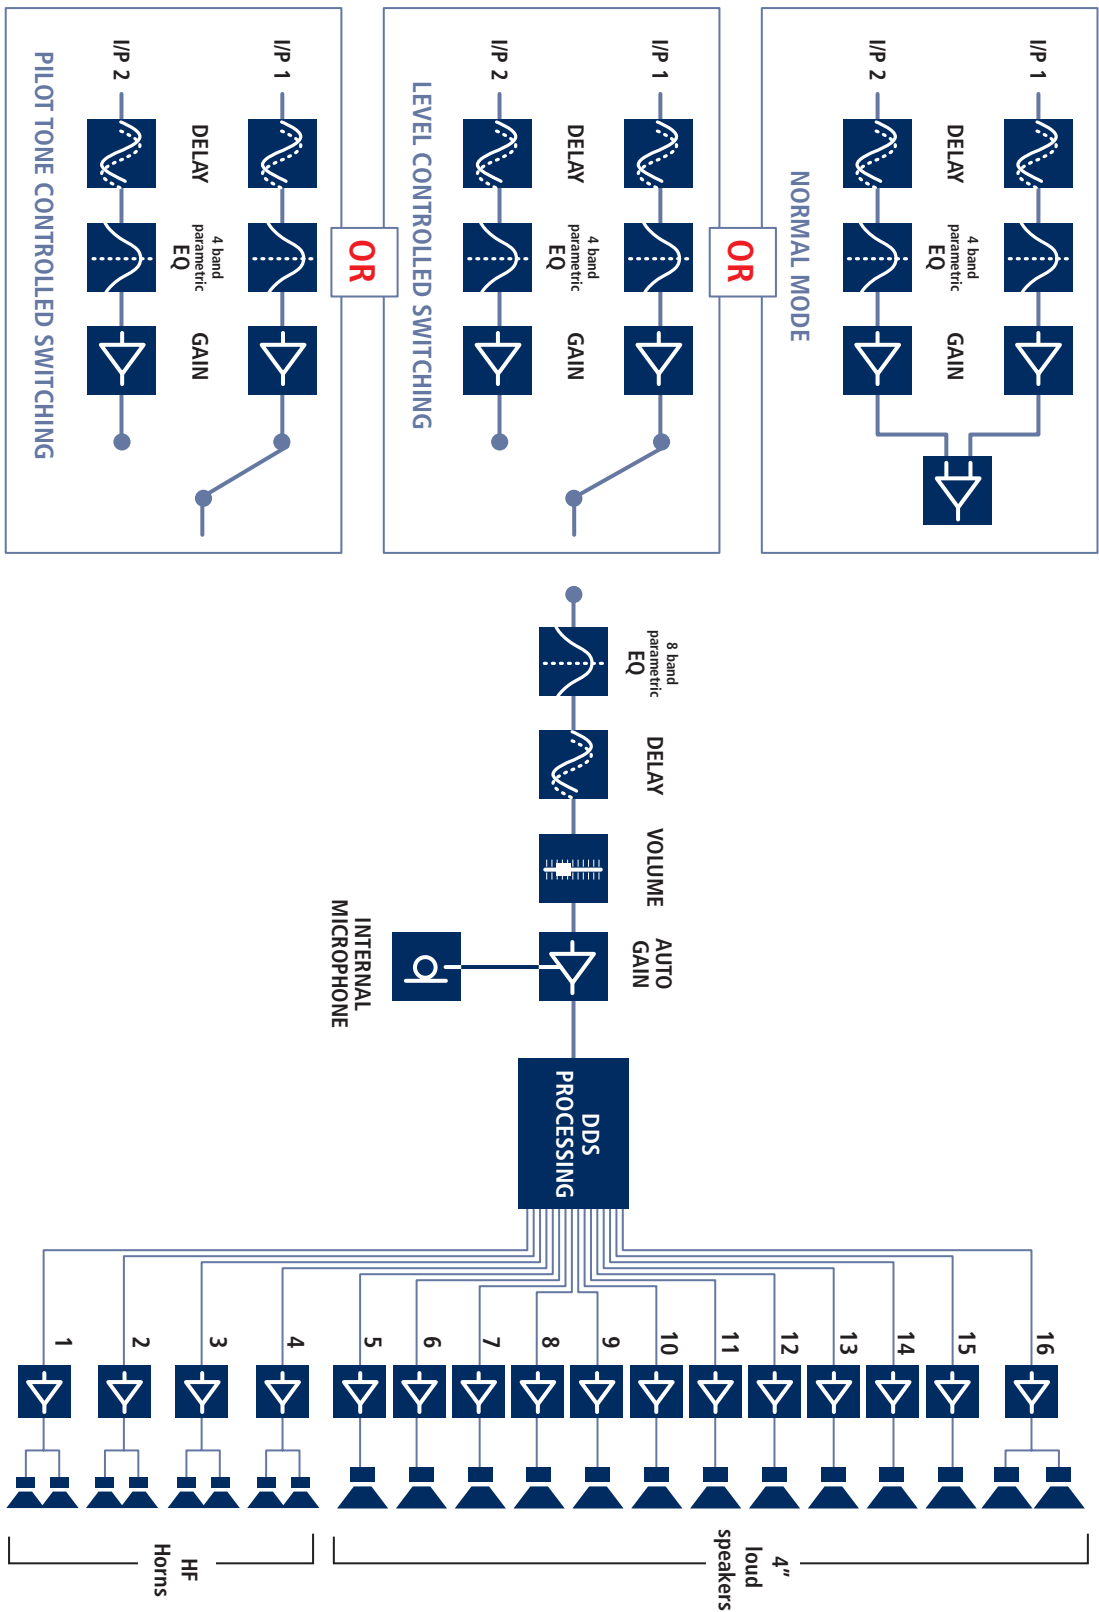 I/P 1
DELAY
4 band
parametric
EQ
GAIN
I/P 2
NORMAL MODE
OR
I/P 1
DELAY
4 band
parametric
EQ
GAIN
I/P 2
LEVEL CONTROLLED SWITCHING
OR
I/P 1
DELAY
4 band
parametric
EQ
GAIN
I/P 2
PILOT TONE CONTROLLED SWITCHING
8 band
parametric
EQ
DELAY
VOLUME
AUTO
GAIN
INTERNAL
MICROPHONE
DDS
PROCESSING
16
15
14
13
12
11
10
9
8
7
6
5
4
3
2
1
4”
loud
speakers
HF
Horns